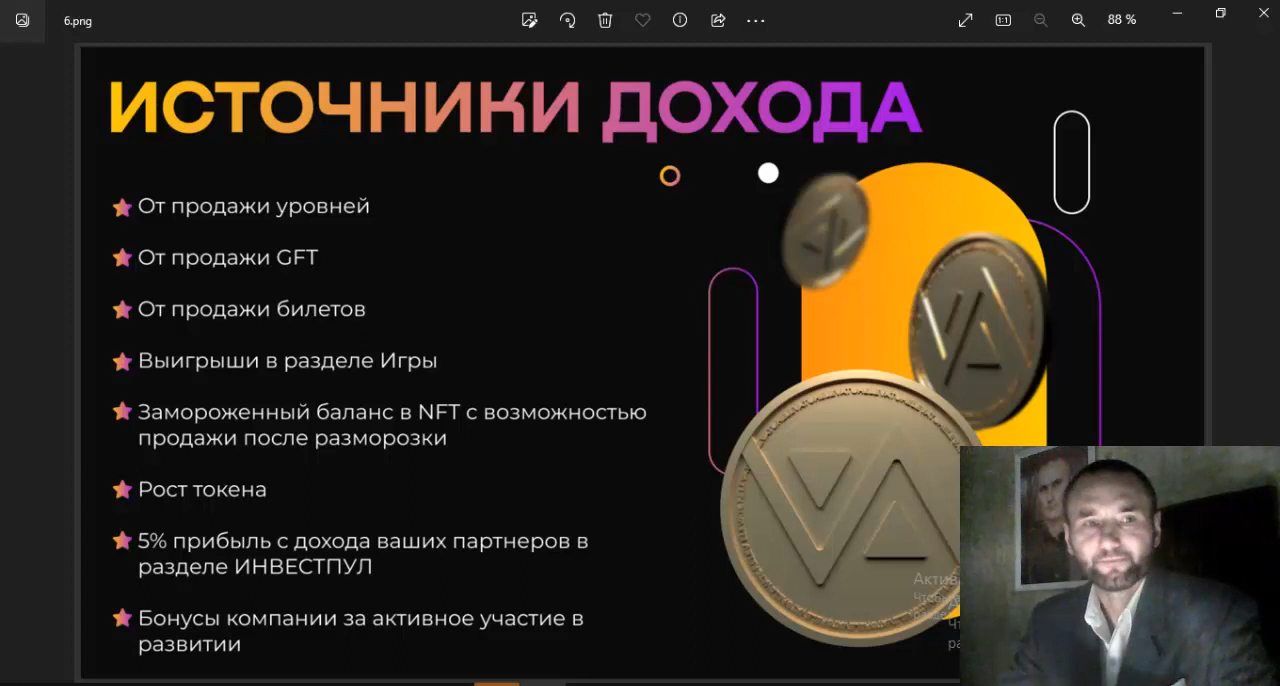 6.png
88 %
ИСТОЧНИКИ ДОХОДА
От продажи уровней
От продажи GFT
От продажи билетов
Выигрыши в разделе Игры
Замороженный баланс в NFT с возможностью
продажи после разморозки
Рост токена
5% прибыль с дохода ваших партнеров в
разделе ИНВЕСТПУЛ
Бонусы компании за активное участие в
развитии